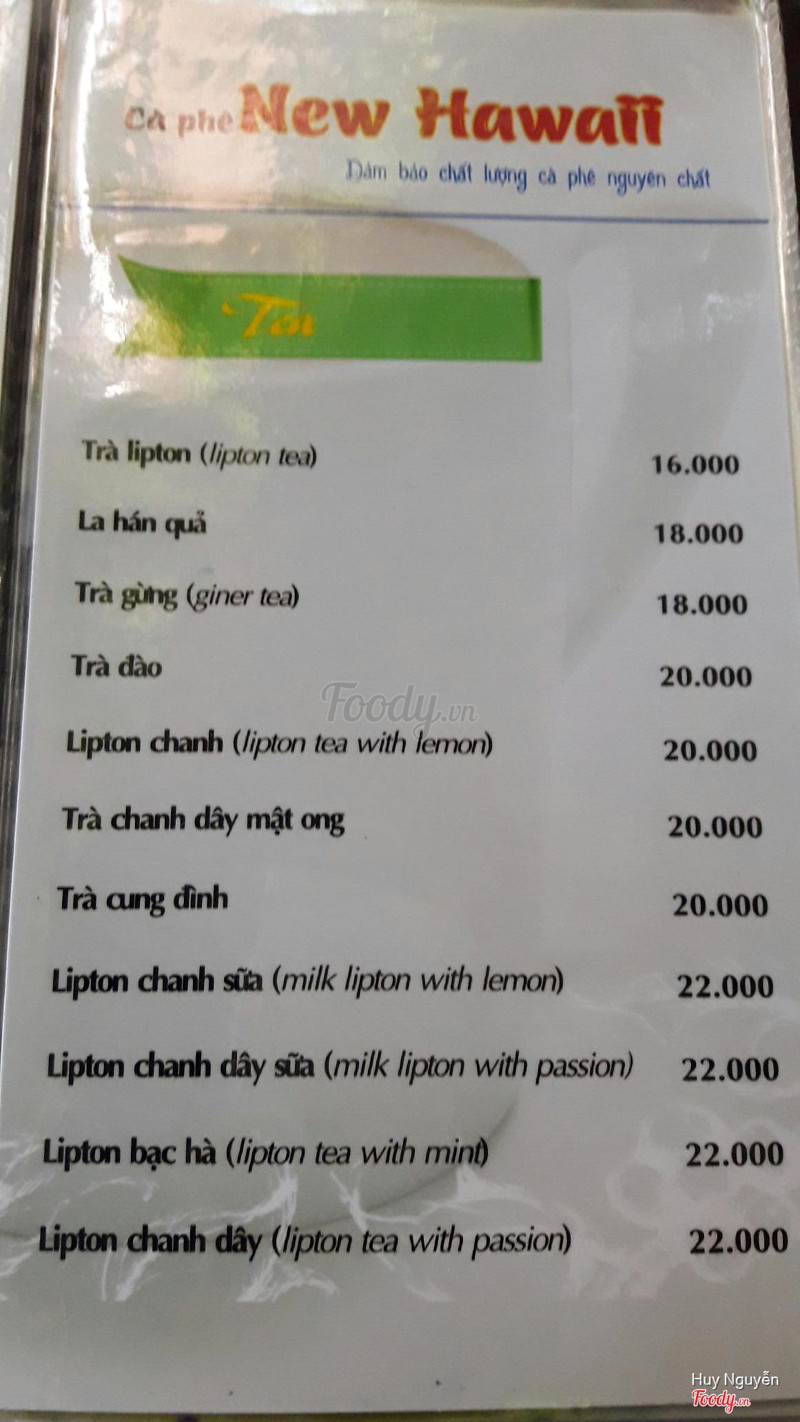 Cà phê New Hawaii
Đảm bảo chất lượng cà phê nguyên chất
Tea
Trà lipton (lipton tea) 16.000
La hán quả 18.000
Trà gừng (giner tea) 18.000
Trà đào 20.000
Foody.vn
Lipton chanh (lipton tea with lemon) 20.000
Trà chanh dây mật ong 20.000
Trà cung đình 20.000
Lipton chanh sữa (milk lipton with lemon) 22.000
Lipton chanh dây sữa (milk lipton with passion) 22.000
Lipton bạc hà (lipton tea with mint) 22.000
Lipton chanh dây (lipton tea with passion) 22.000
Huy Nguyễn
Foody.vn